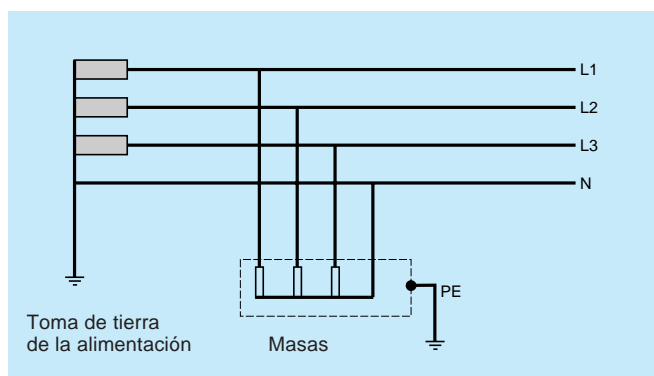 L1
L2
L3
N
PE
Toma de tierra
de la alimentación
Masas